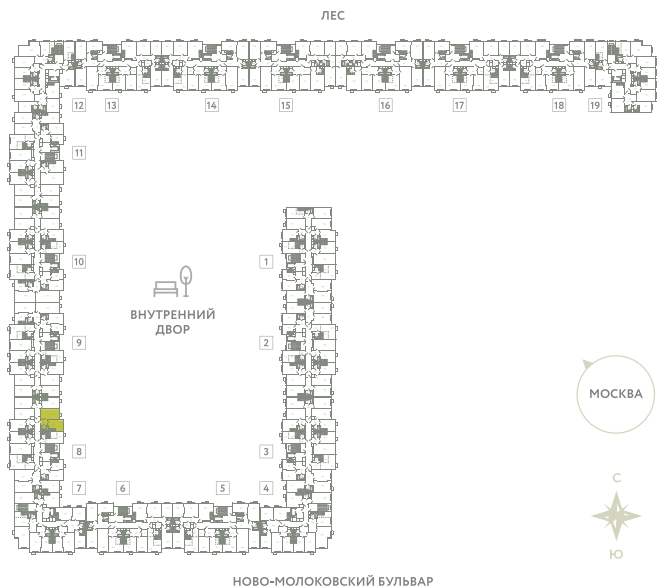 ЛЕС
12 13 14 15 16 17 18 19
11
10 1
ВНУТРЕННИЙ
ДВОР
9 2
МОСКВА
8 3
С
7 6 5 4
Ю
НОВО-МОЛОКОВСКИЙ БУЛЬВАР